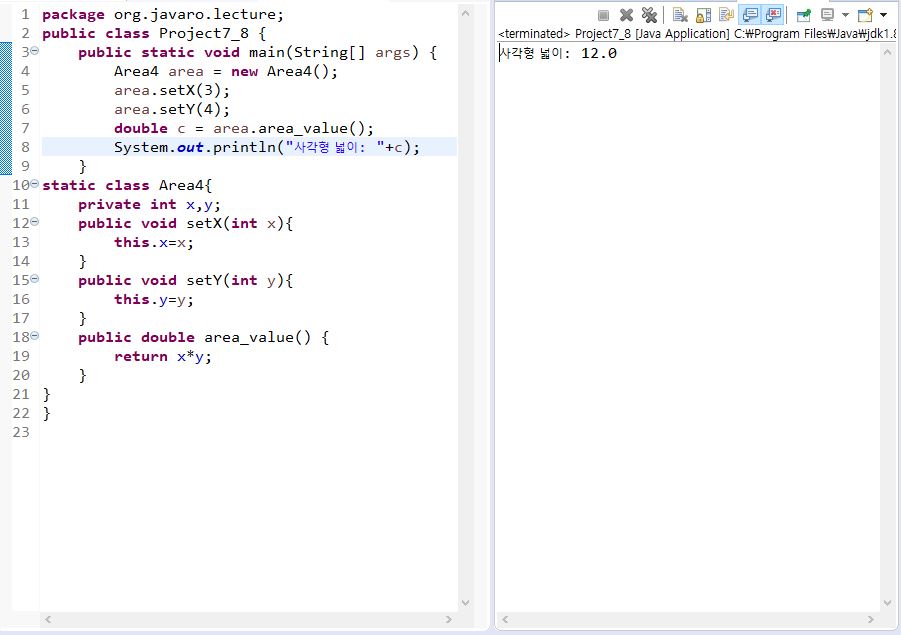 1 package org.javaro.lecture;
2 public class Project7_8 {
3 public static void main(String[] args) {
4 Area4 area = new Area4();
5 area.setX(3);
6 area.setY(4);
7 double c = area.area_value();
8 System.out.println("사각형 넓이: "+c);
9 }
10 static class Area4{
11 private int x,y;
12 public void setX(int x){
13 this.x=x;
14 }
15 public void setY(int y){
16 this.y=y;
17 }
18 public double area_value() {
19 return x*y;
20 }
21 }
22 }
23
<terminated> Project7_8 [Java Application] C:₩Program Files₩Java₩jdk1.8
사각형 넓이: 12.0